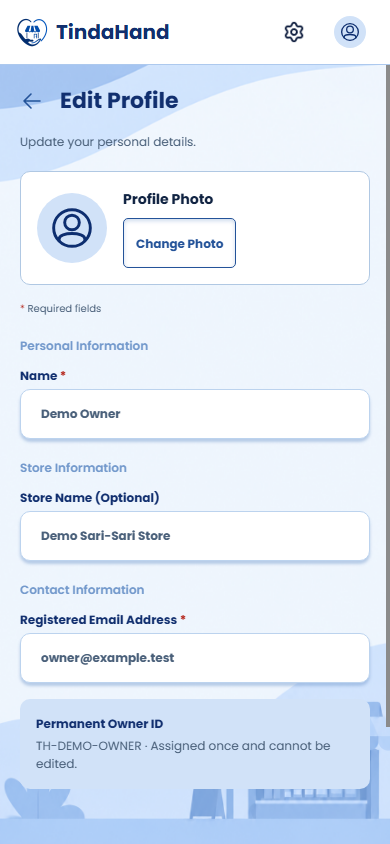 TindaHand
Edit Profile
Update your personal details.
Profile Photo
Change Photo
* Required fields
Personal Information
Name *
Demo Owner
Store Information
Store Name (Optional)
Demo Sari-Sari Store
Contact Information
Registered Email Address *
owner@example.test
Permanent Owner ID
TH-DEMO-OWNER · Assigned once and cannot be
edited.